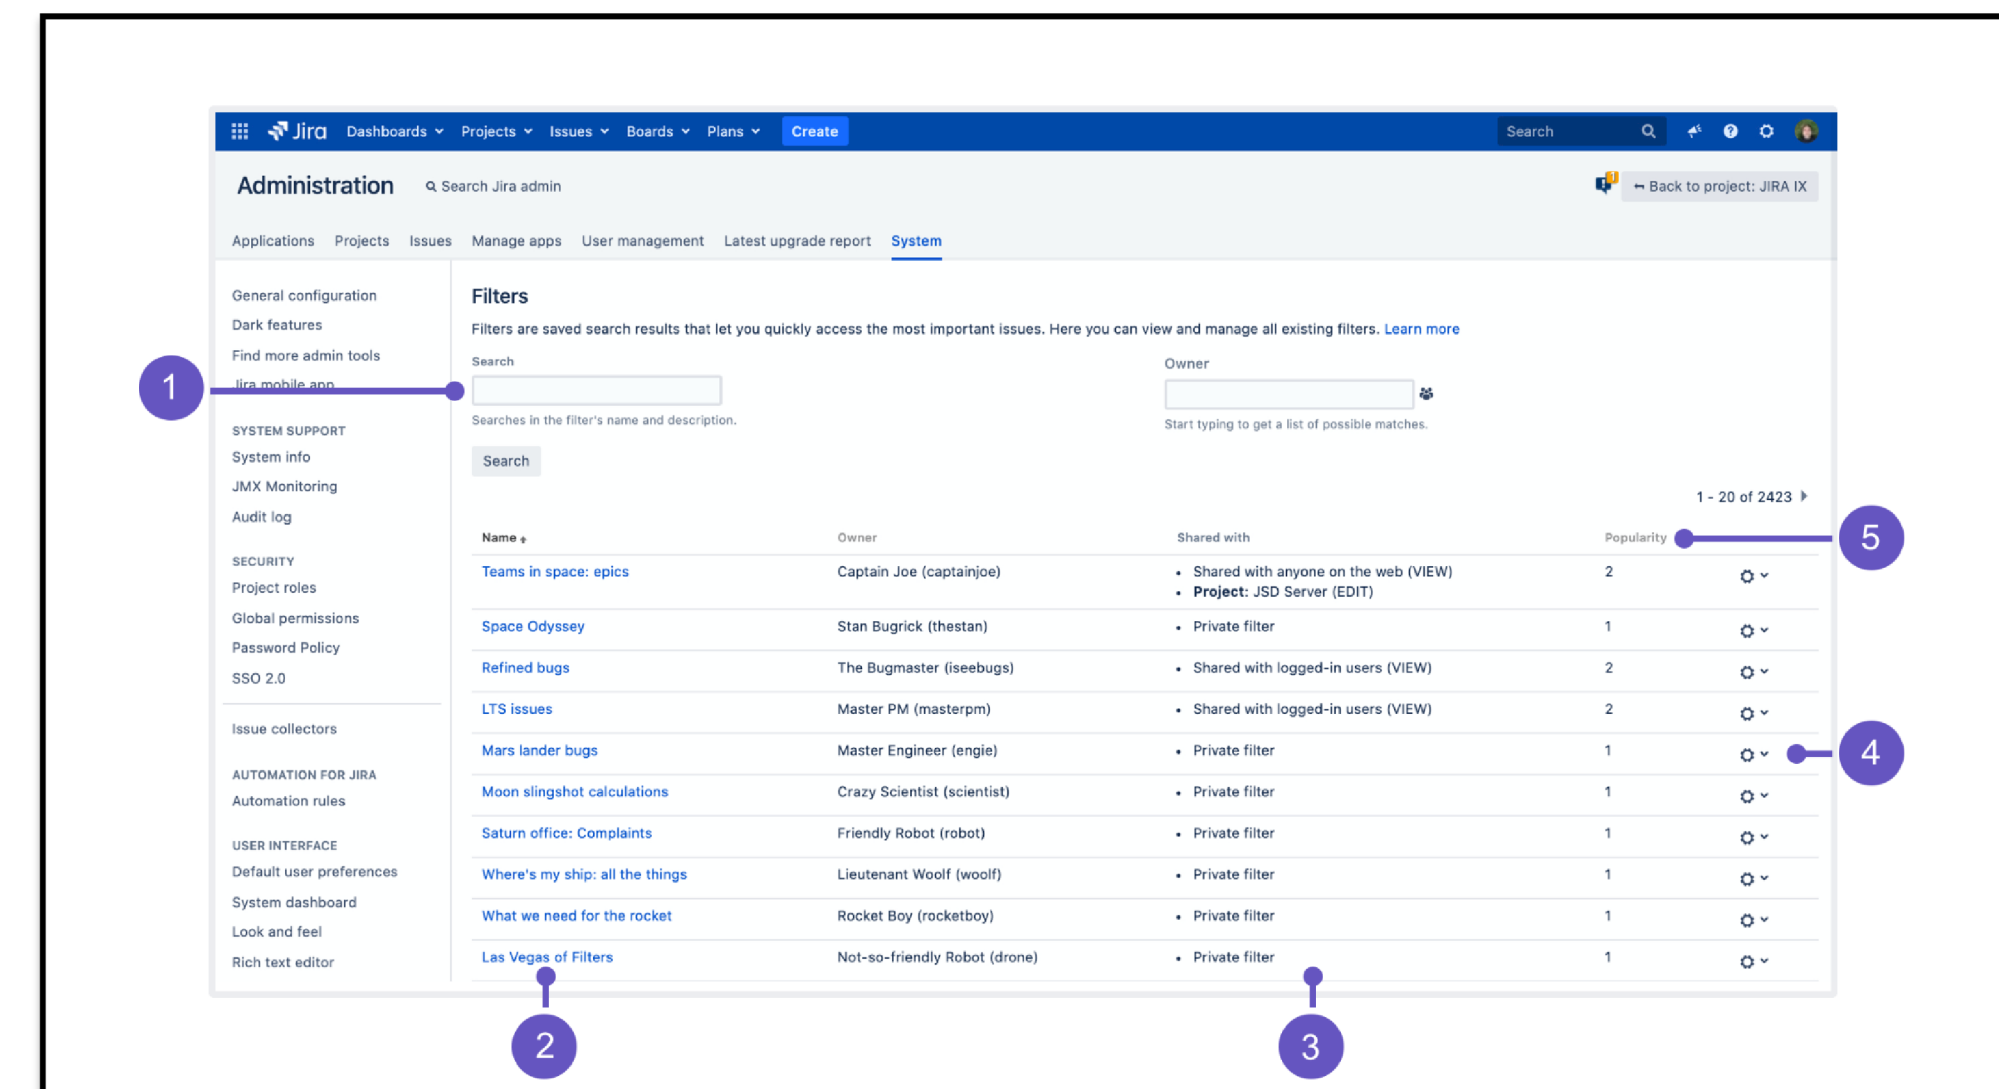 Jira Dashboards Projects Issues Boards Plans Create Search
Administration Search Jira admin 1 Back to project: JIRA IX
Applications Projects Issues Manage apps User management Latest upgrade report System
General configuration
Dark features
Find more admin tools
Jira mobile app
SYSTEM SUPPORT
System info
JMX Monitoring
Audit log
SECURITY
Project roles
Global permissions
Password Policy
SSO 2.0
Issue collectors
AUTOMATION FOR JIRA
Automation rules
USER INTERFACE
Default user preferences
System dashboard
Look and feel
Rich text editor
Filters
Filters are saved search results that let you quickly access the most important issues. Here you can view and manage all existing filters. Learn more
Search Owner
Searches in the filter's name and description. Start typing to get a list of possible matches.
Search
1 - 20 of 2423
Name Owner Shared with Popularity
Teams in space: epics Captain Joe (captainjoe) • Shared with anyone on the web (VIEW) 2
• Project: JSD Server (EDIT)
Space Odyssey Stan Bugrick (thestan) • Private filter 1
Refined bugs The Bugmaster (iseebugs) • Shared with logged-in users (VIEW) 2
LTS issues Master PM (masterpm) • Shared with logged-in users (VIEW) 2
Mars lander bugs Master Engineer (engie) • Private filter 1
Moon slingshot calculations Crazy Scientist (scientist) • Private filter 1
Saturn office: Complaints Friendly Robot (robot) • Private filter 1
Where's my ship: all the things Lieutenant Woolf (woolf) • Private filter 1
What we need for the rocket Rocket Boy (rocketboy) • Private filter 1
Las Vegas of Filters Not-so-friendly Robot (drone) • Private filter 1
1
2
3
4
5